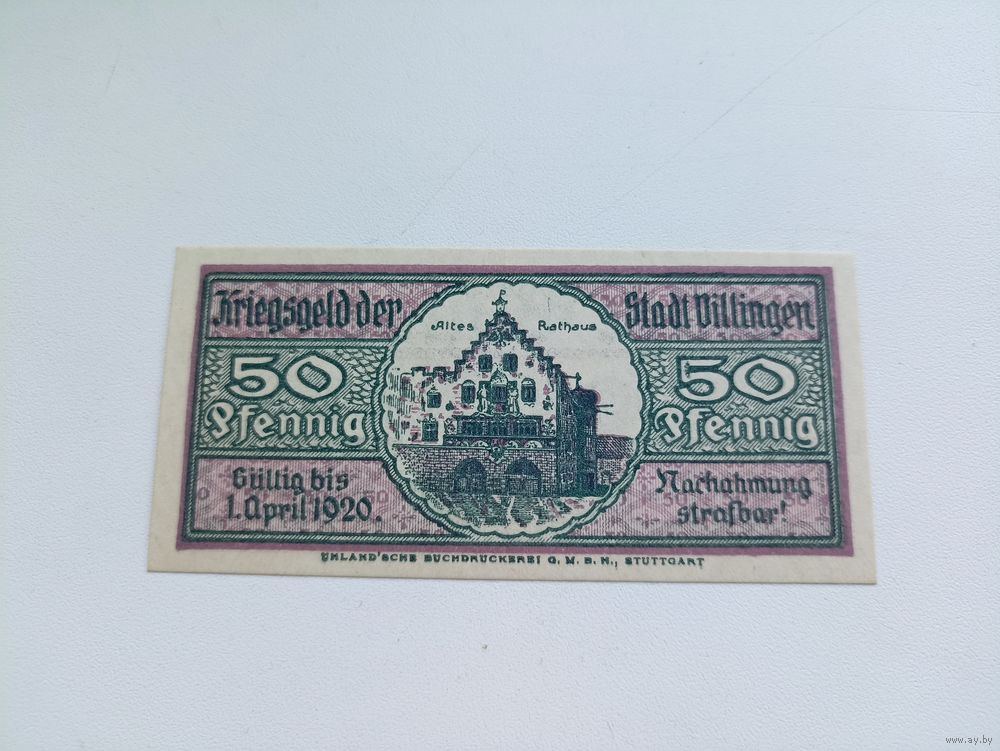 Kriegsgeld der Stadt Villingen
Altes Rathaus
50 50
Pfennig Pfennig
Gültig bis Nachahmung
1. April 1920. strafbar!
UHLAND'SCHE BUCHDRUCKEREI G. M. B. H., STUTTGART
www.ay.by